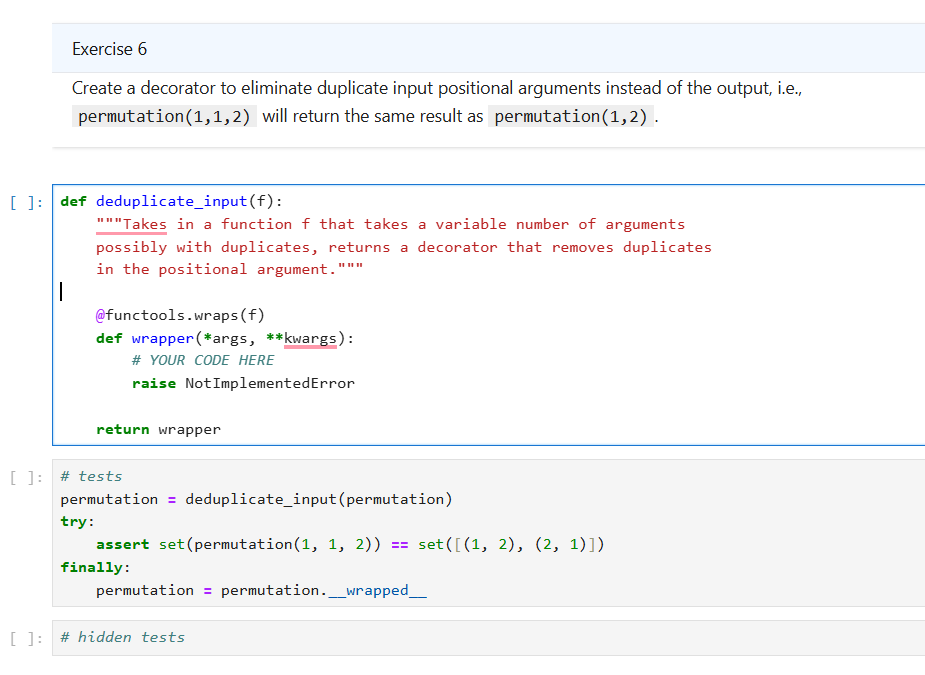 Exercise 6
Create a decorator to eliminate duplicate input positional arguments instead of the output, i.e.,
permutation(1,1,2) will return the same result as permutation(1,2) .
[ ]: def deduplicate_input(f):
    """Takes in a function f that takes a variable number of arguments
    possibly with duplicates, returns a decorator that removes duplicates
    in the positional argument."""
    @functools.wraps(f)
    def wrapper(*args, **kwargs):
        # YOUR CODE HERE
        raise NotImplementedError
    return wrapper
[ ]: # tests
permutation = deduplicate_input(permutation)
try:
    assert set(permutation(1, 1, 2)) == set([(1, 2), (2, 1)])
finally:
    permutation = permutation.__wrapped__
[ ]: # hidden tests